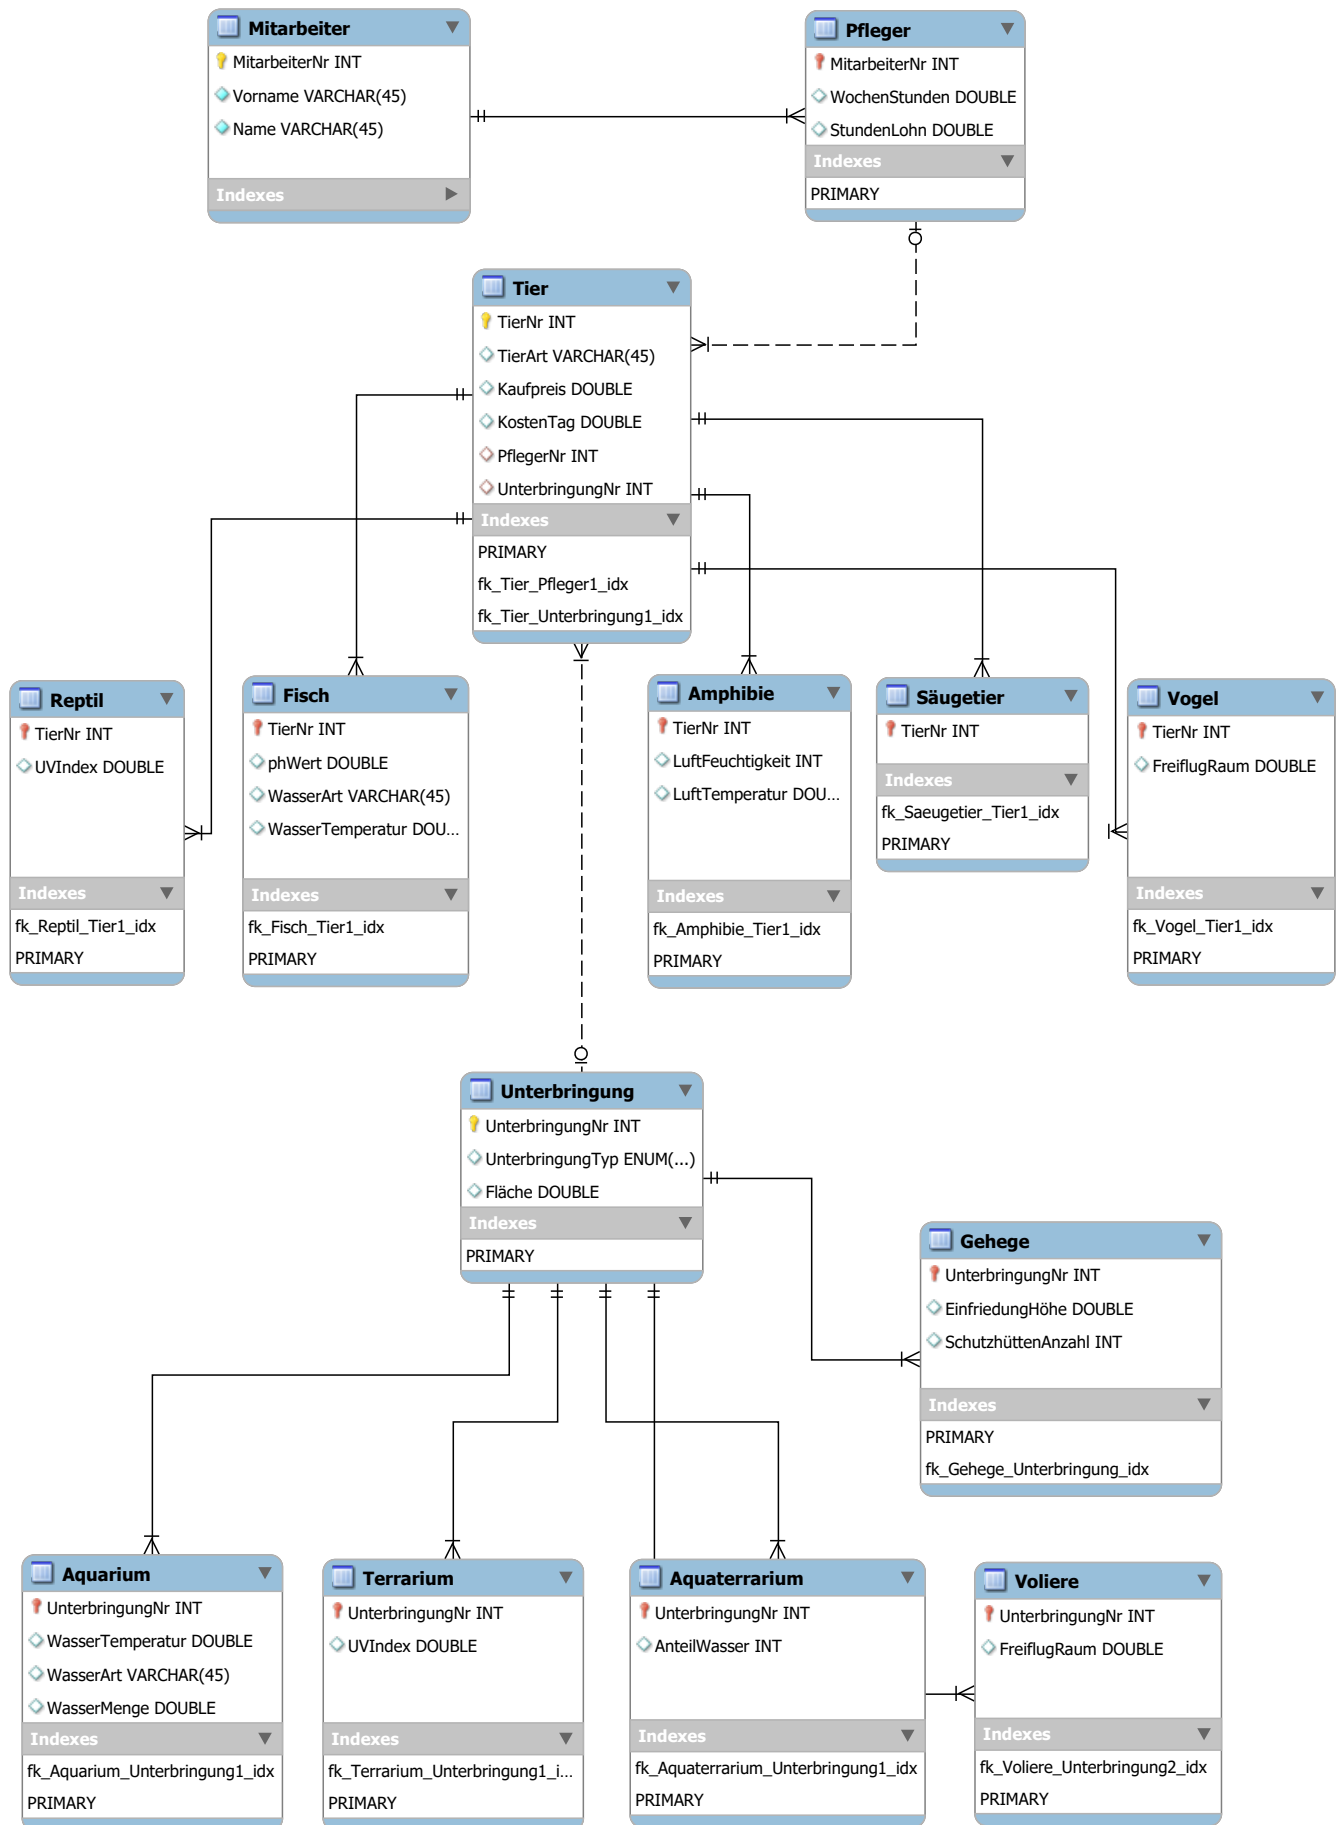 Mitarbeiter
MitarbeiterNr INT
Vorname VARCHAR(45)
Name VARCHAR(45)
Indexes
Pfleger
MitarbeiterNr INT
WochenStunden DOUBLE
StundenLohn DOUBLE
Indexes
PRIMARY
Tier
TierNr INT
TierArt VARCHAR(45)
Kaufpreis DOUBLE
KostenTag DOUBLE
PflegerNr INT
UnterbringungNr INT
Indexes
PRIMARY
fk_Tier_Pfleger1_idx
fk_Tier_Unterbringung1_idx
Reptil
TierNr INT
UVIndex DOUBLE
Indexes
fk_Reptil_Tier1_idx
PRIMARY
Fisch
TierNr INT
phWert DOUBLE
WasserArt VARCHAR(45)
WasserTemperatur DOU...
Indexes
fk_Fisch_Tier1_idx
PRIMARY
Amphibie
TierNr INT
LuftFeuchtigkeit INT
LuftTemperatur DOU...
Indexes
fk_Amphibie_Tier1_idx
PRIMARY
Säugetier
TierNr INT
Indexes
fk_Saeugetier_Tier1_idx
PRIMARY
Vogel
TierNr INT
FreiflugRaum DOUBLE
Indexes
fk_Vogel_Tier1_idx
PRIMARY
Unterbringung
UnterbringungNr INT
UnterbringungTyp ENUM(...)
Fläche DOUBLE
Indexes
PRIMARY
Gehege
UnterbringungNr INT
EinfriedungHöhe DOUBLE
SchutzhüttenAnzahl INT
Indexes
PRIMARY
fk_Gehege_Unterbringung_idx
Aquarium
UnterbringungNr INT
WasserTemperatur DOUBLE
WasserArt VARCHAR(45)
WasserMenge DOUBLE
Indexes
fk_Aquarium_Unterbringung1_idx
PRIMARY
Terrarium
UnterbringungNr INT
UVIndex DOUBLE
Indexes
fk_Terrarium_Unterbringung1_i...
PRIMARY
Aquaterrarium
UnterbringungNr INT
AnteilWasser INT
Indexes
fk_Aquaterrarium_Unterbringung1_idx
PRIMARY
Voliere
UnterbringungNr INT
FreiflugRaum DOUBLE
Indexes
fk_Voliere_Unterbringung2_idx
PRIMARY